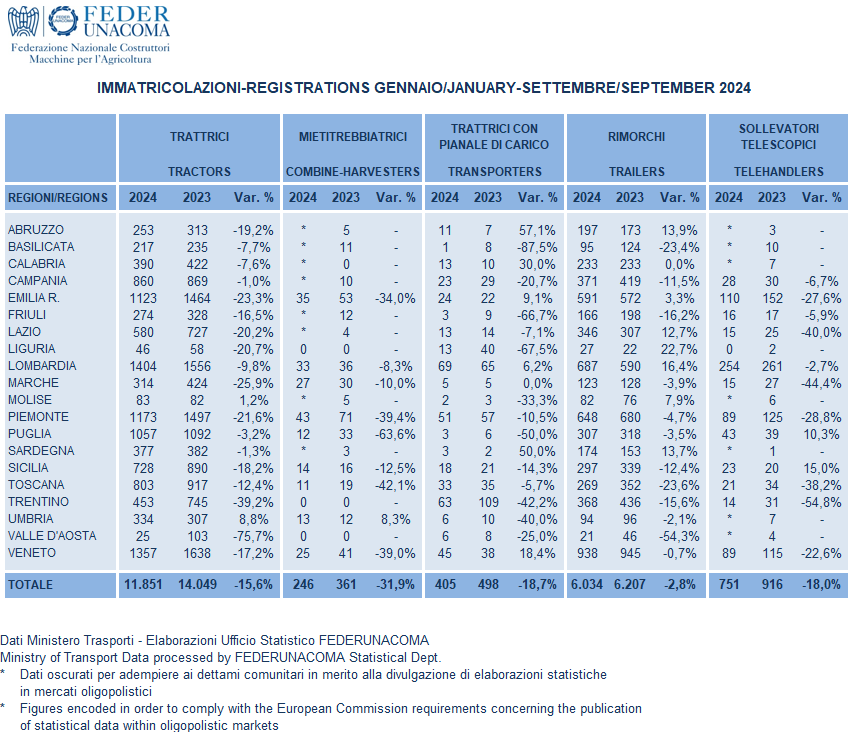 FEDER
UNACOMA
FEDER
UNACOMA
Federazione Nazionale Costruttori
Macchine per l'Agricoltura
IMMATRICOLAZIONI-REGISTRATIONS GENNAIO/JANUARY-SETTEMBRE/SEPTEMBER 2024
TRATTRICI MIETITREBBIATRICI TRATTRICI CON PIANALE DI CARICO RIMORCHI SOLLEVATORI TELESCOPICI
TRACTORS COMBINE-HARVESTERS TRANSPORTERS TRAILERS TELEHANDLERS
REGIONI/REGIONS 2024 2023 Var. % 2024 2023 Var. % 2024 2023 Var. % 2024 2023 Var. % 2024 2023 Var. %
ABRUZZO 253 313 -19,2% * 5 - 11 7 57,1% 197 173 13,9% * 3 -
BASILICATA 217 235 -7,7% * 11 - 1 8 -87,5% 95 124 -23,4% * 10 -
CALABRIA 390 422 -7,6% * 0 - 13 10 30,0% 233 233 0,0% * 7 -
CAMPANIA 860 869 -1,0% * 10 - 23 29 -20,7% 371 419 -11,5% 28 30 -6,7%
EMILIA R. 1123 1464 -23,3% 35 53 -34,0% 24 22 9,1% 591 572 3,3% 110 152 -27,6%
FRIULI 274 328 -16,5% * 12 - 3 9 -66,7% 166 198 -16,2% 16 17 -5,9%
LAZIO 580 727 -20,2% * 4 - 13 14 -7,1% 346 307 12,7% 15 25 -40,0%
LIGURIA 46 58 -20,7% 0 0 - 13 40 -67,5% 27 22 22,7% 0 2 -
LOMBARDIA 1404 1556 -9,8% 33 36 -8,3% 69 65 6,2% 687 590 16,4% 254 261 -2,7%
MARCHE 314 424 -25,9% 27 30 -10,0% 5 5 0,0% 123 128 -3,9% 15 27 -44,4%
MOLISE 83 82 1,2% * 5 - 2 3 -33,3% 82 76 7,9% * 6 -
PIEMONTE 1173 1497 -21,6% 43 71 -39,4% 51 57 -10,5% 648 680 -4,7% 89 125 -28,8%
PUGLIA 1057 1092 -3,2% 12 33 -63,6% 3 6 -50,0% 307 318 -3,5% 43 39 10,3%
SARDEGNA 377 382 -1,3% * 3 - 3 2 50,0% 174 153 13,7% * 1 -
SICILIA 728 890 -18,2% 14 16 -12,5% 18 21 -14,3% 297 339 -12,4% 23 20 15,0%
TOSCANA 803 917 -12,4% 11 19 -42,1% 33 35 -5,7% 269 352 -23,6% 21 34 -38,2%
TRENTINO 453 745 -39,2% 0 0 - 63 109 -42,2% 368 436 -15,6% 14 31 -54,8%
UMBRIA 334 307 8,8% 13 12 8,3% 6 10 -40,0% 94 96 -2,1% * 7 -
VALLE D'AOSTA 25 103 -75,7% 0 0 - 6 8 -25,0% 21 46 -54,3% * 4 -
VENETO 1357 1638 -17,2% 25 41 -39,0% 45 38 18,4% 938 945 -0,7% 89 115 -22,6%
TOTALE 11.851 14.049 -15,6% 246 361 -31,9% 405 498 -18,7% 6.034 6.207 -2,8% 751 916 -18,0%
Dati Ministero Trasporti - Elaborazioni Ufficio Statistico FEDERUNACOMA
Ministry of Transport Data processed by FEDERUNACOMA Statistical Dept.
* Dati oscurati per adempiere ai dettami comunitari in merito alla divulgazione di elaborazioni statistiche
in mercati oligopolistici
* Figures encoded in order to comply with the European Commission requirements concerning the publication
of statistical data within oligopolistic markets